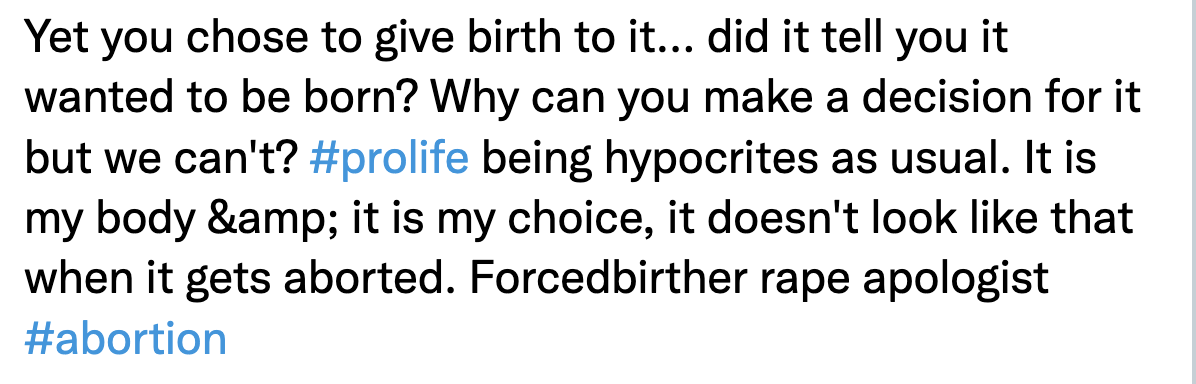 Yet you chose to give birth to it... did it tell you it
wanted to be born? Why can you make a decision for it
but we can't? #prolife being hypocrites as usual. It is
my body &amp; it is my choice, it doesn't look like that
when it gets aborted. Forcedbirther rape apologist
#abortion